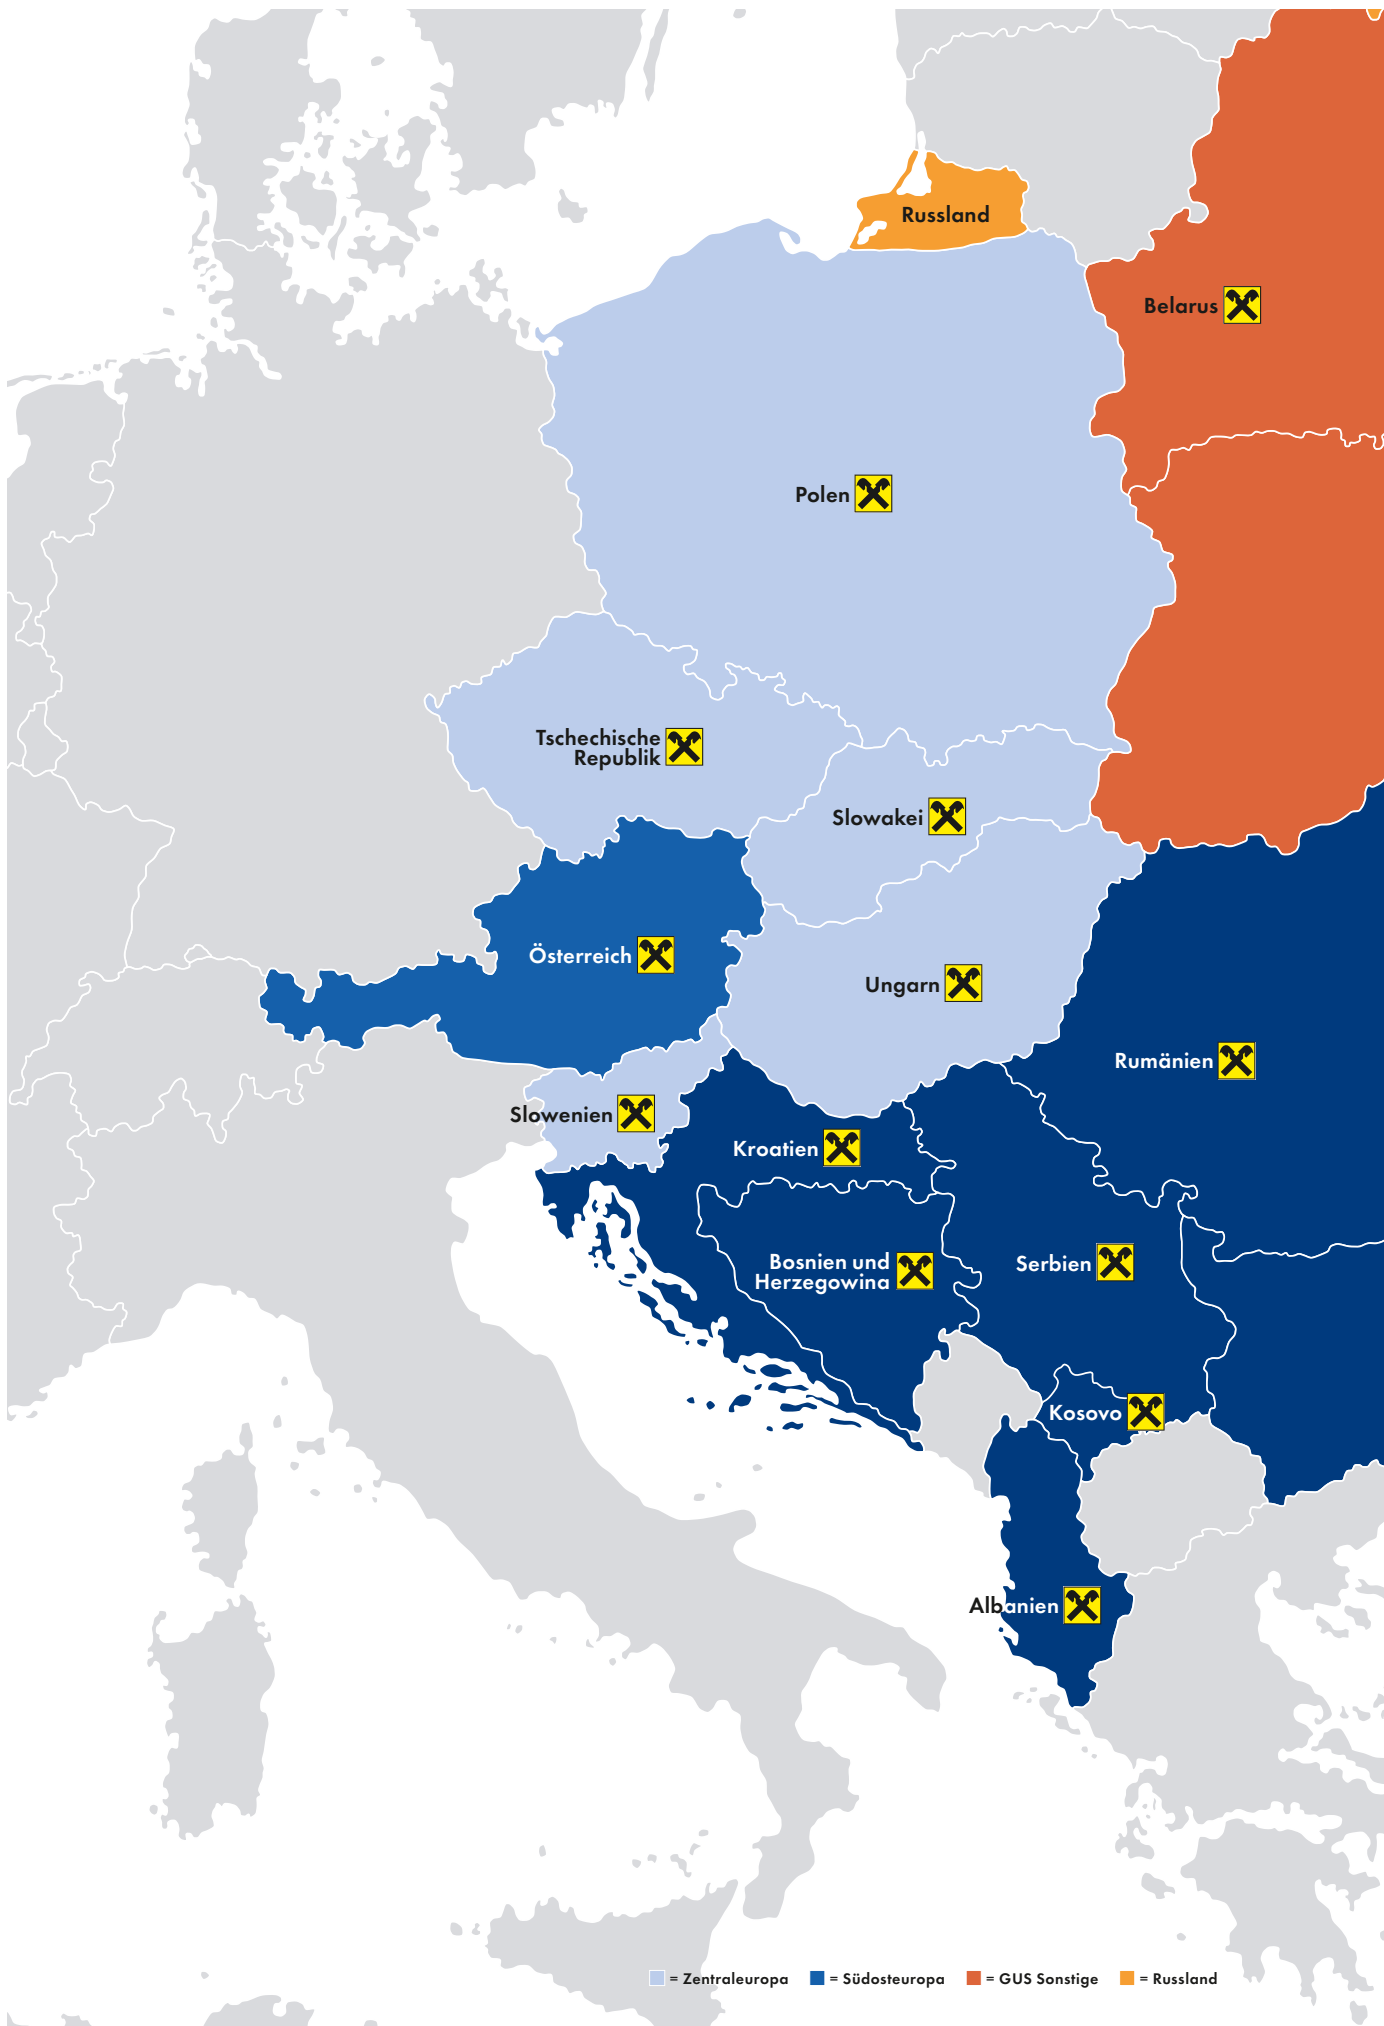 Russland
Belarus
Polen
Tschechische
Republik
Slowakei
Österreich
Ungarn
Rumänien
Slowenien
Kroatien
Bosnien und
Herzegowina
Serbien
Kosovo
Albanien
= Zentraleuropa = Südosteuropa = GUS Sonstige = Russland